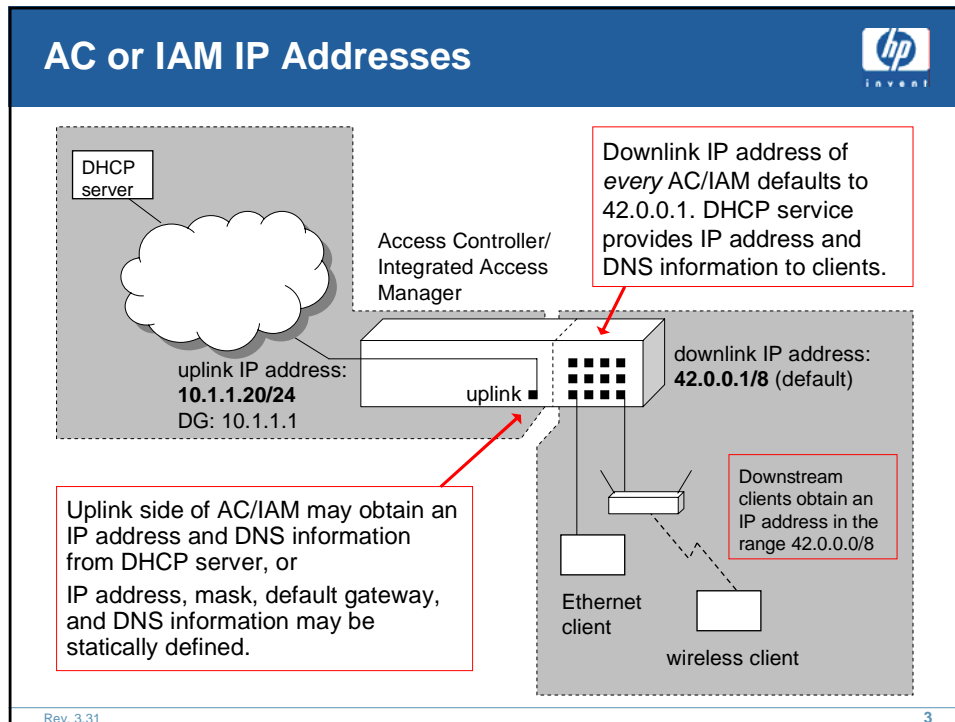 AC or IAM IP Addresses
hp
invent
DHCP
server
Access Controller/
Integrated Access
Manager
Downlink IP address of
every AC/IAM defaults to
42.0.0.1. DHCP service
provides IP address and
DNS information to clients.
uplink IP address:
10.1.1.20/24
DG: 10.1.1.1
uplink
downlink IP address:
42.0.0.1/8 (default)
Uplink side of AC/IAM may obtain an
IP address and DNS information
from DHCP server, or
IP address, mask, default gateway,
and DNS information may be
statically defined.
Downstream
clients obtain an
IP address in the
range 42.0.0.0/8
Ethernet
client
wireless client
Rev. 3.31
3